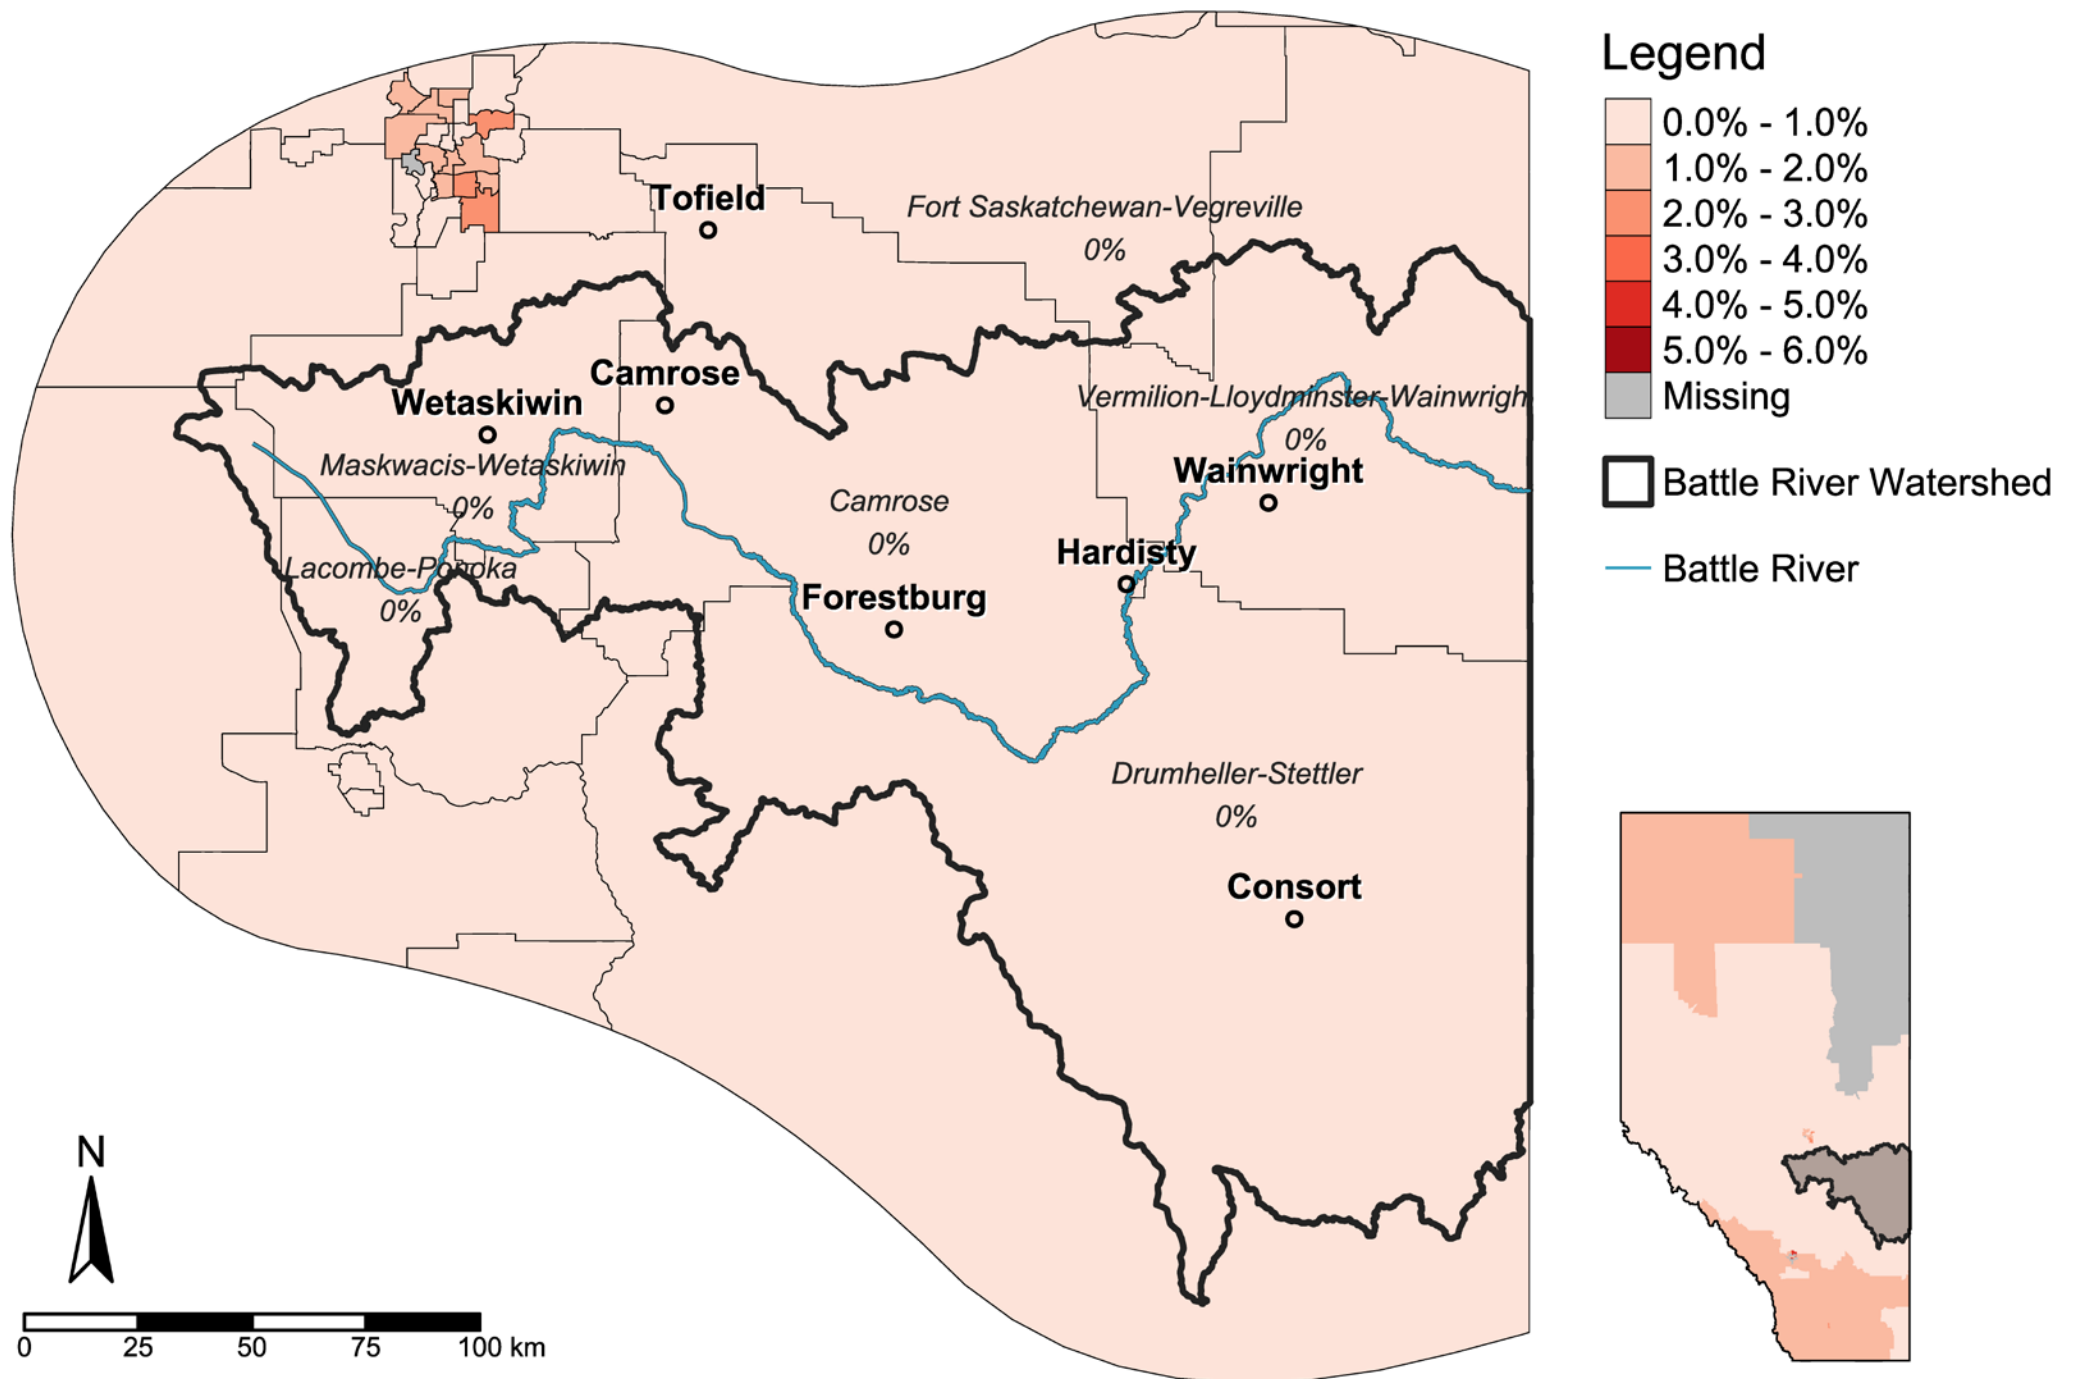 Legend
0.0% - 1.0%
1.0% - 2.0%
2.0% - 3.0%
3.0% - 4.0%
4.0% - 5.0%
5.0% - 6.0%
Missing
Battle River Watershed
Battle River
Tofield
Fort Saskatchewan-Vegreville
0%
Camrose
Wetaskiwin
Vermilion-Lloydminster-Wainwrigh
0%
Maskwacis-Wetaskiwin
0%
Wainwright
Camrose
0%
Hardisty
Lacombe-Ponoka
0%
Forestburg
Drumheller-Stettler
0%
Consort
N
0 25 50 75 100 km